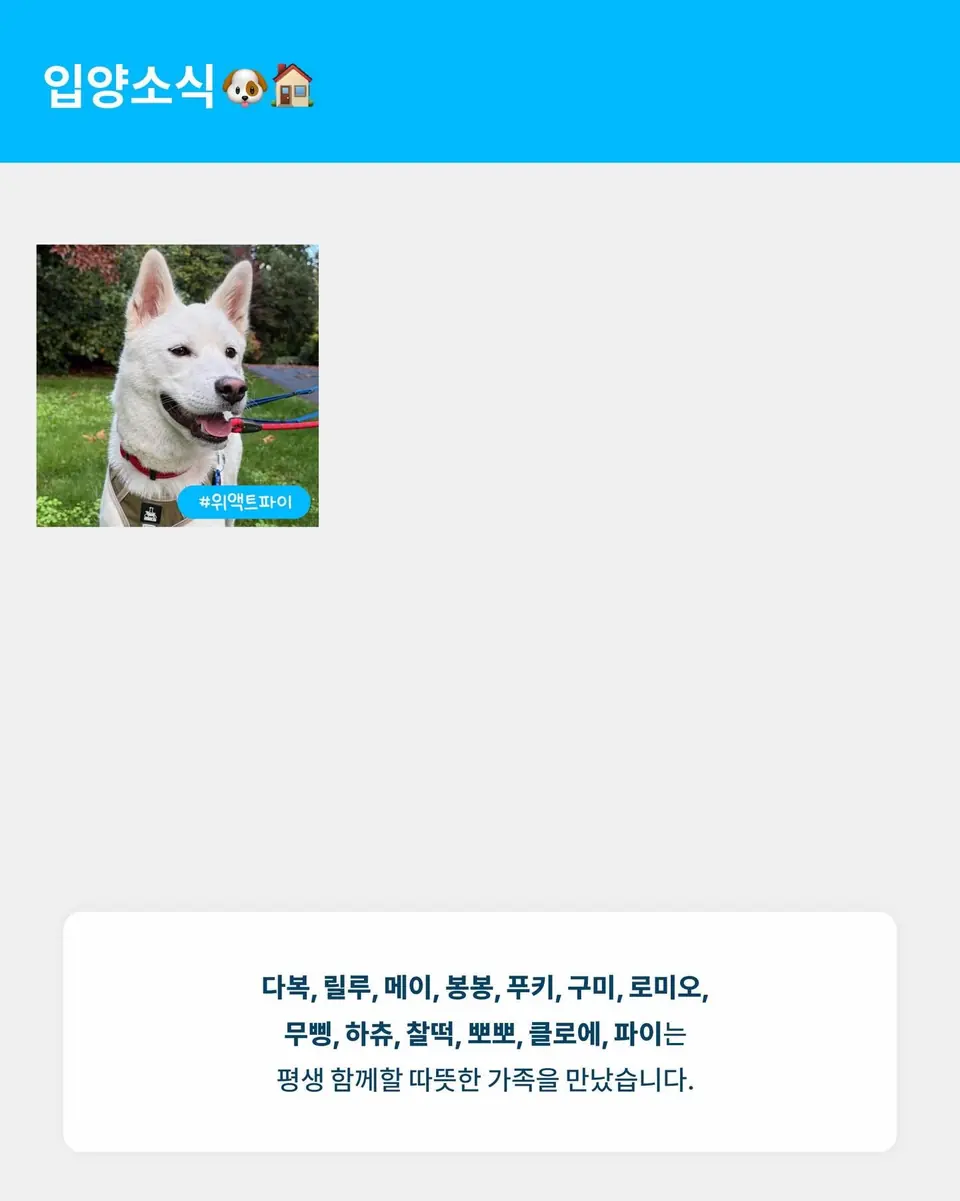 입양소식🐶🏠
#위액트파이
다복, 릴루, 메이, 봉봉, 푸키, 구미, 로미오,
무삥, 하츄, 찰떡, 뽀뽀, 클로에, 파이는
평생 함께할 따뜻한 가족을 만났습니다.